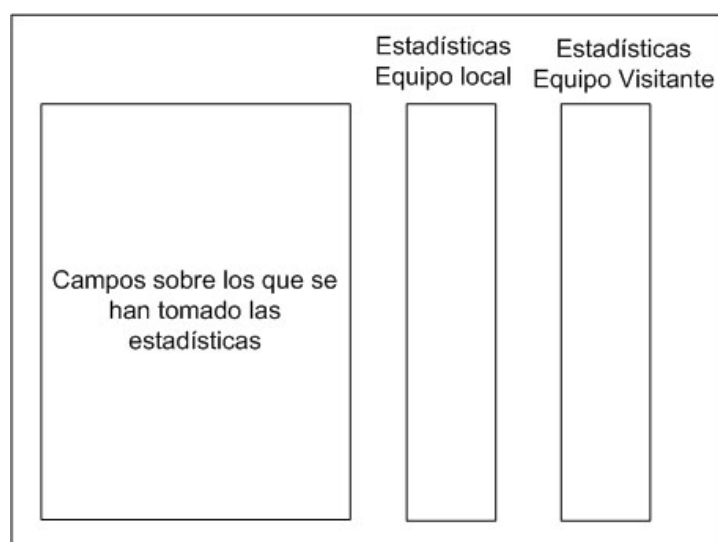 Estadísticas
Equipo local
Estadísticas
Equipo Visitante
Campos sobre los que se
han tomado las
estadísticas